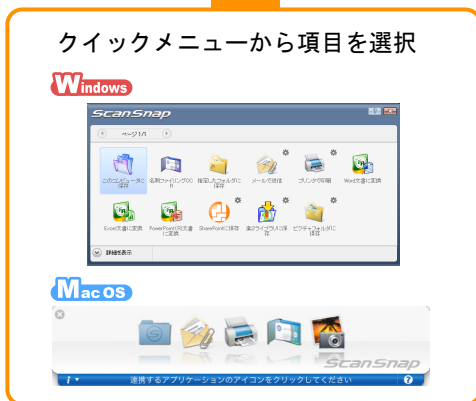 クイックメニューから項目を選択
Windows
ScanSnap
ページ1/1
このコンピュータに保存
名刺ファイリングOCR
指定したフォルダに保存
メールで送信
プリンタで印刷
Word文書に変換
Excel文書に変換
PowerPoint(R)文書に変換
SharePointに保存
楽2ライブラリに保存
ピクチャフォルダに保存
詳細を表示
Mac OS
ScanSnap
連携するアプリケーションのアイコンをクリックしてください